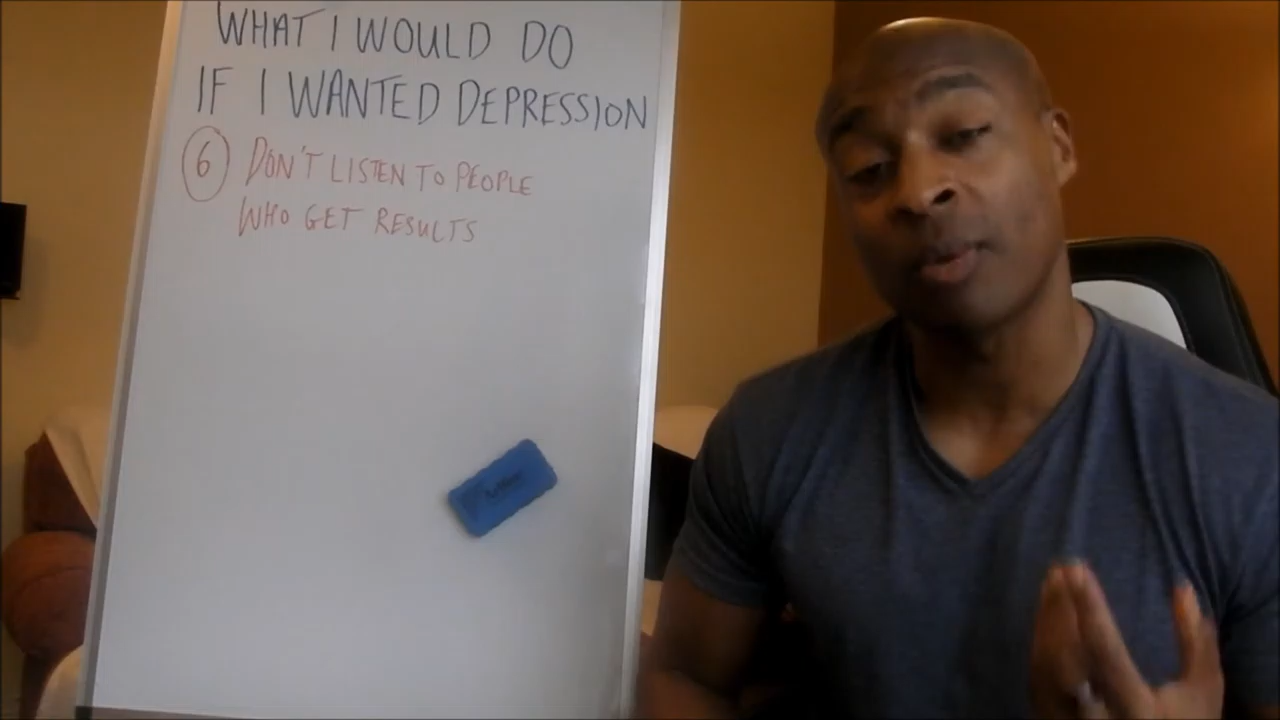 WHAT I WOULD DO
IF I WANTED DEPRESSION
6 DON'T LISTEN TO PEOPLE
WHO GET RESULTS